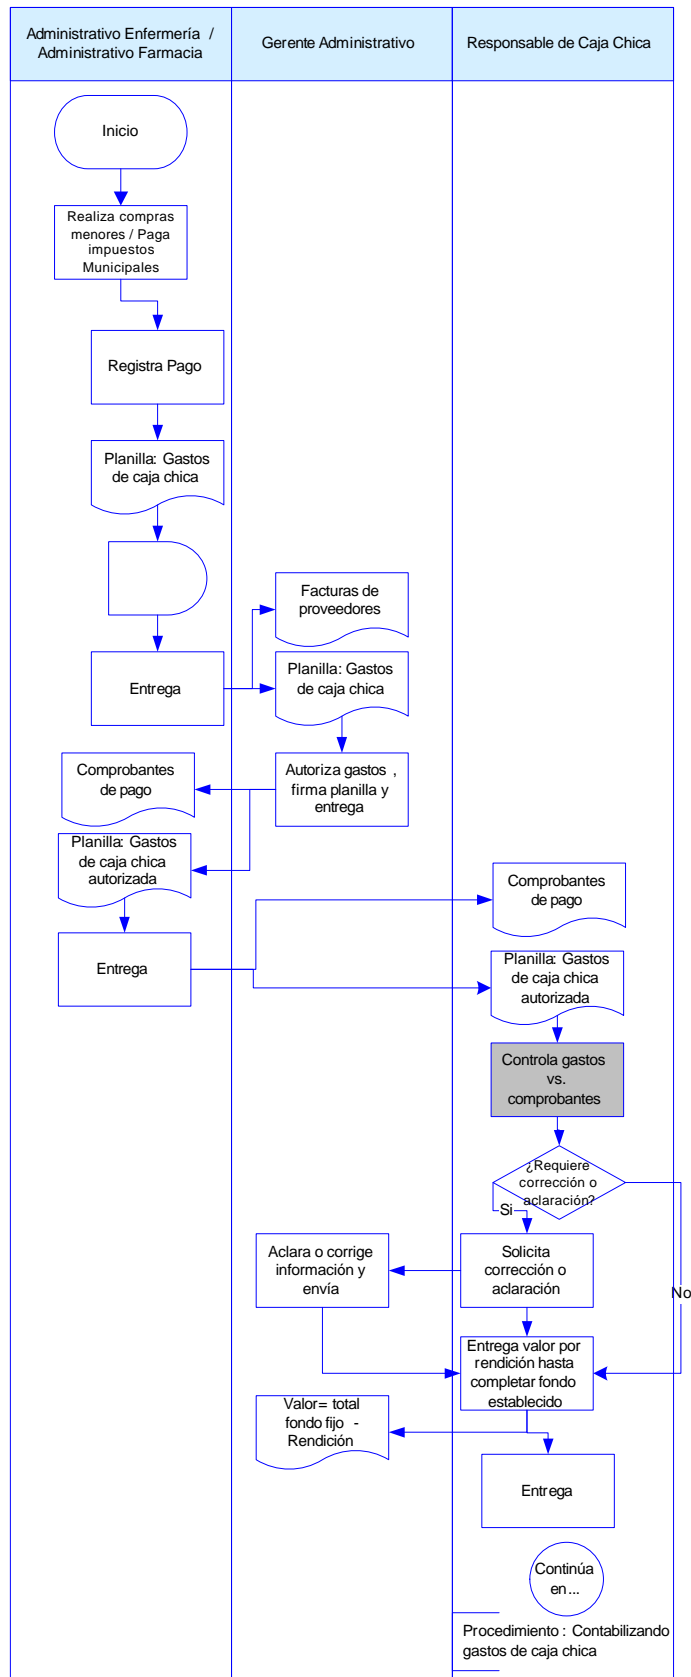 Administrativo Enfermería /
Administrativo Farmacia
Gerente Administrativo
Responsable de Caja Chica
Inicio
Realiza compras
menores / Paga
impuestos
Municipales
Registra Pago
Planilla: Gastos
de caja chica
Facturas de
proveedores
Entrega
Planilla: Gastos
de caja chica
Comprobantes
de pago
Autoriza gastos ,
firma planilla y
entrega
Planilla: Gastos
de caja chica
autorizada
Comprobantes
de pago
Entrega
Planilla: Gastos
de caja chica
autorizada
Controla gastos
vs.
comprobantes
¿Requiere
corrección o
aclaración?
Si
No
Aclara o corrige
información y
envía
Solicita
corrección o
aclaración
Entrega valor por
rendición hasta
completar fondo
establecido
Valor= total
fondo fijo -
Rendición
Entrega
Continúa
en...
Procedimiento : Contabilizando
gastos de caja chica